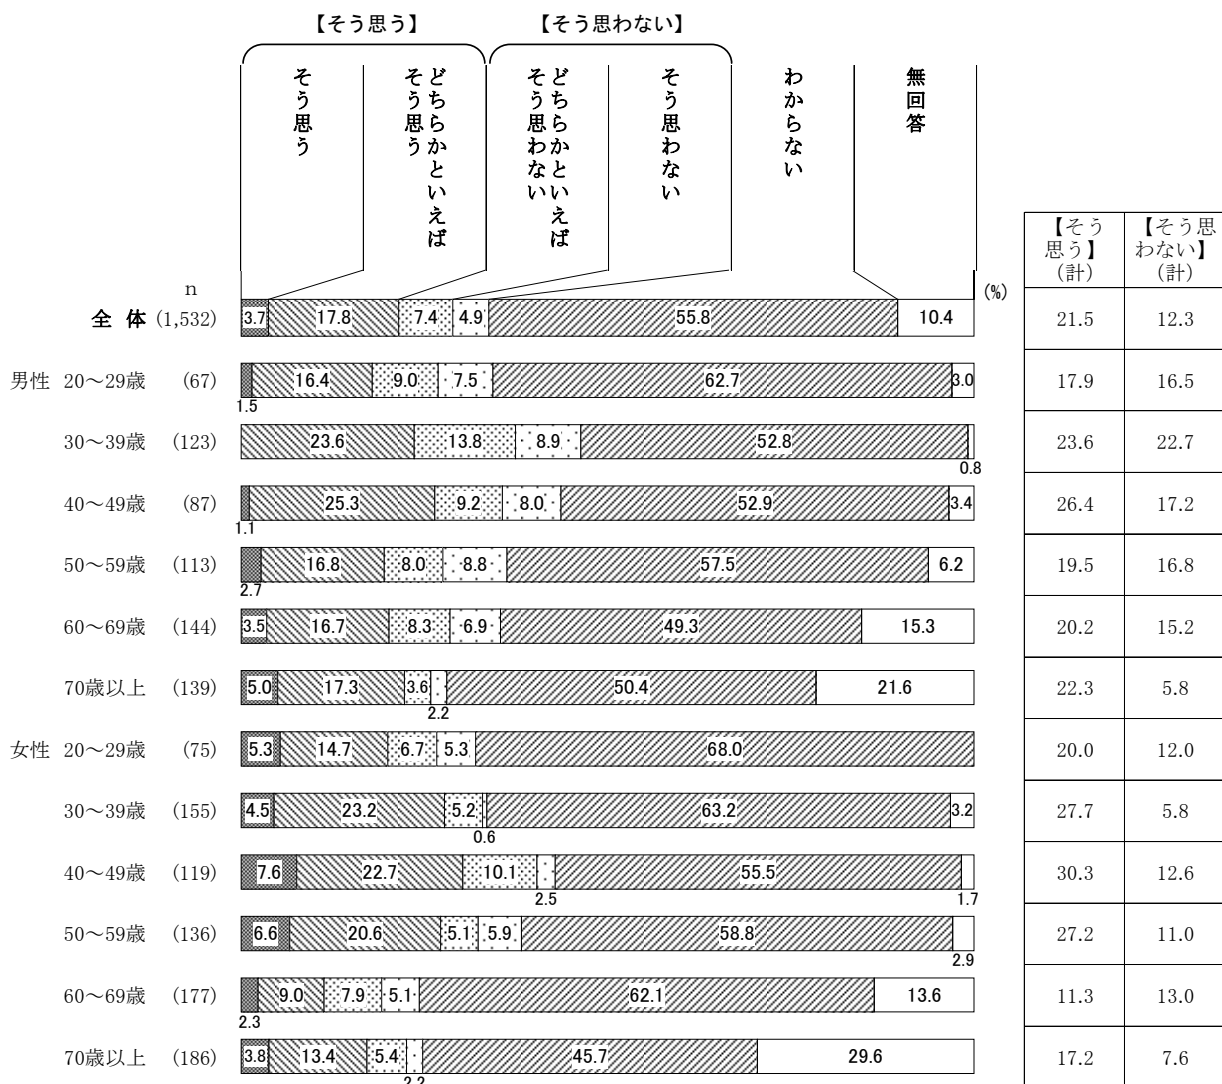 【そう思う】 【そう思わない】
そう思う
どちらかといえば
そう思う
どちらかといえば
そう思わない
そう思わない
わからない
無回答
【そう
思う】
(計)
【そう思
わない】
(計)
n
(%)
全 体 (1,532) 3.7 17.8 7.4 4.9 55.8 10.4 21.5 12.3
男性 20～29歳 (67) 1.5 16.4 9.0 7.5 62.7 3.0 17.9 16.5
30～39歳 (123) 23.6 13.8 8.9 52.8 0.8 23.6 22.7
40～49歳 (87) 1.1 25.3 9.2 8.0 52.9 3.4 26.4 17.2
50～59歳 (113) 2.7 16.8 8.0 8.8 57.5 6.2 19.5 16.8
60～69歳 (144) 3.5 16.7 8.3 6.9 49.3 15.3 20.2 15.2
70歳以上 (139) 5.0 17.3 3.6 2.2 50.4 21.6 22.3 5.8
女性 20～29歳 (75) 5.3 14.7 6.7 5.3 68.0 20.0 12.0
30～39歳 (155) 4.5 23.2 5.2 0.6 63.2 3.2 27.7 5.8
40～49歳 (119) 7.6 22.7 10.1 2.5 55.5 1.7 30.3 12.6
50～59歳 (136) 6.6 20.6 5.1 5.9 58.8 2.9 27.2 11.0
60～69歳 (177) 2.3 9.0 7.9 5.1 62.1 13.6 11.3 13.0
70歳以上 (186) 3.8 13.4 5.4 2.2 45.7 29.6 17.2 7.6